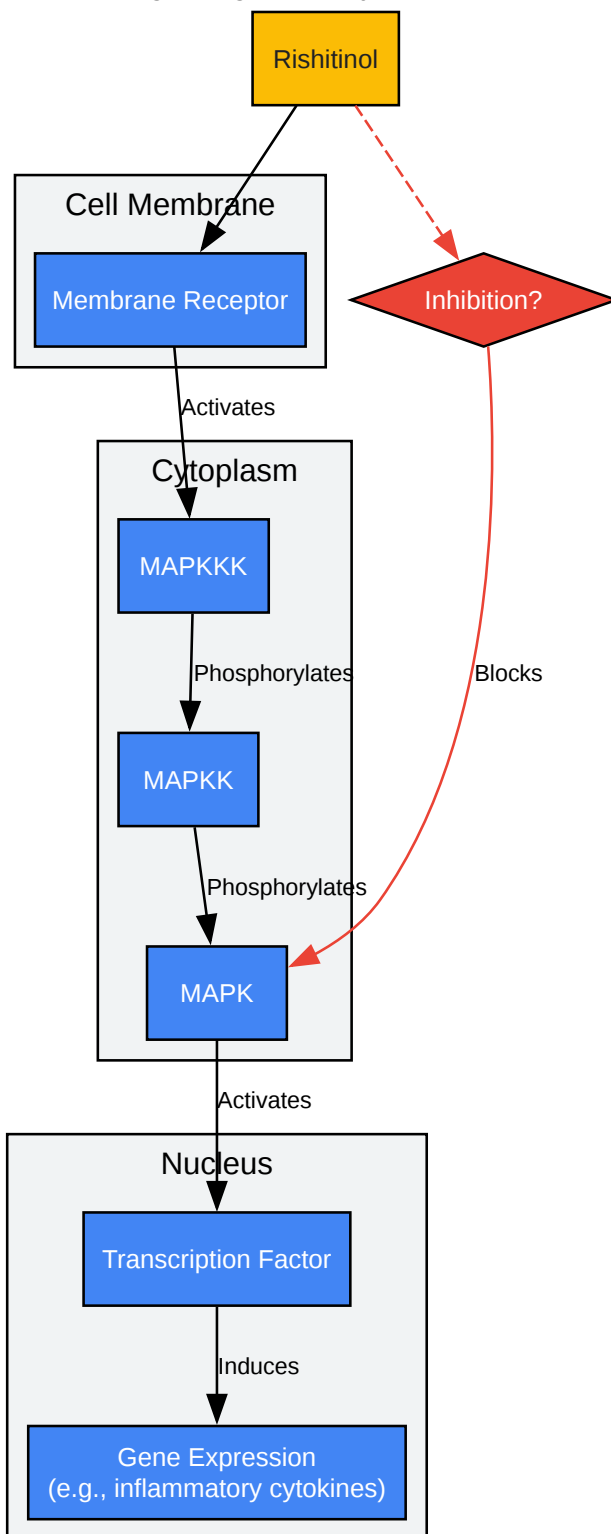 Rishitinol
Cell Membrane
Membrane Receptor
Inhibition?
Activates
Cytoplasm
MAPKKK
Phosphorylates
Blocks
MAPKK
Phosphorylates
MAPK
Activates
Nucleus
Transcription Factor
Induces
Gene Expression
(e.g., inflammatory cytokines)